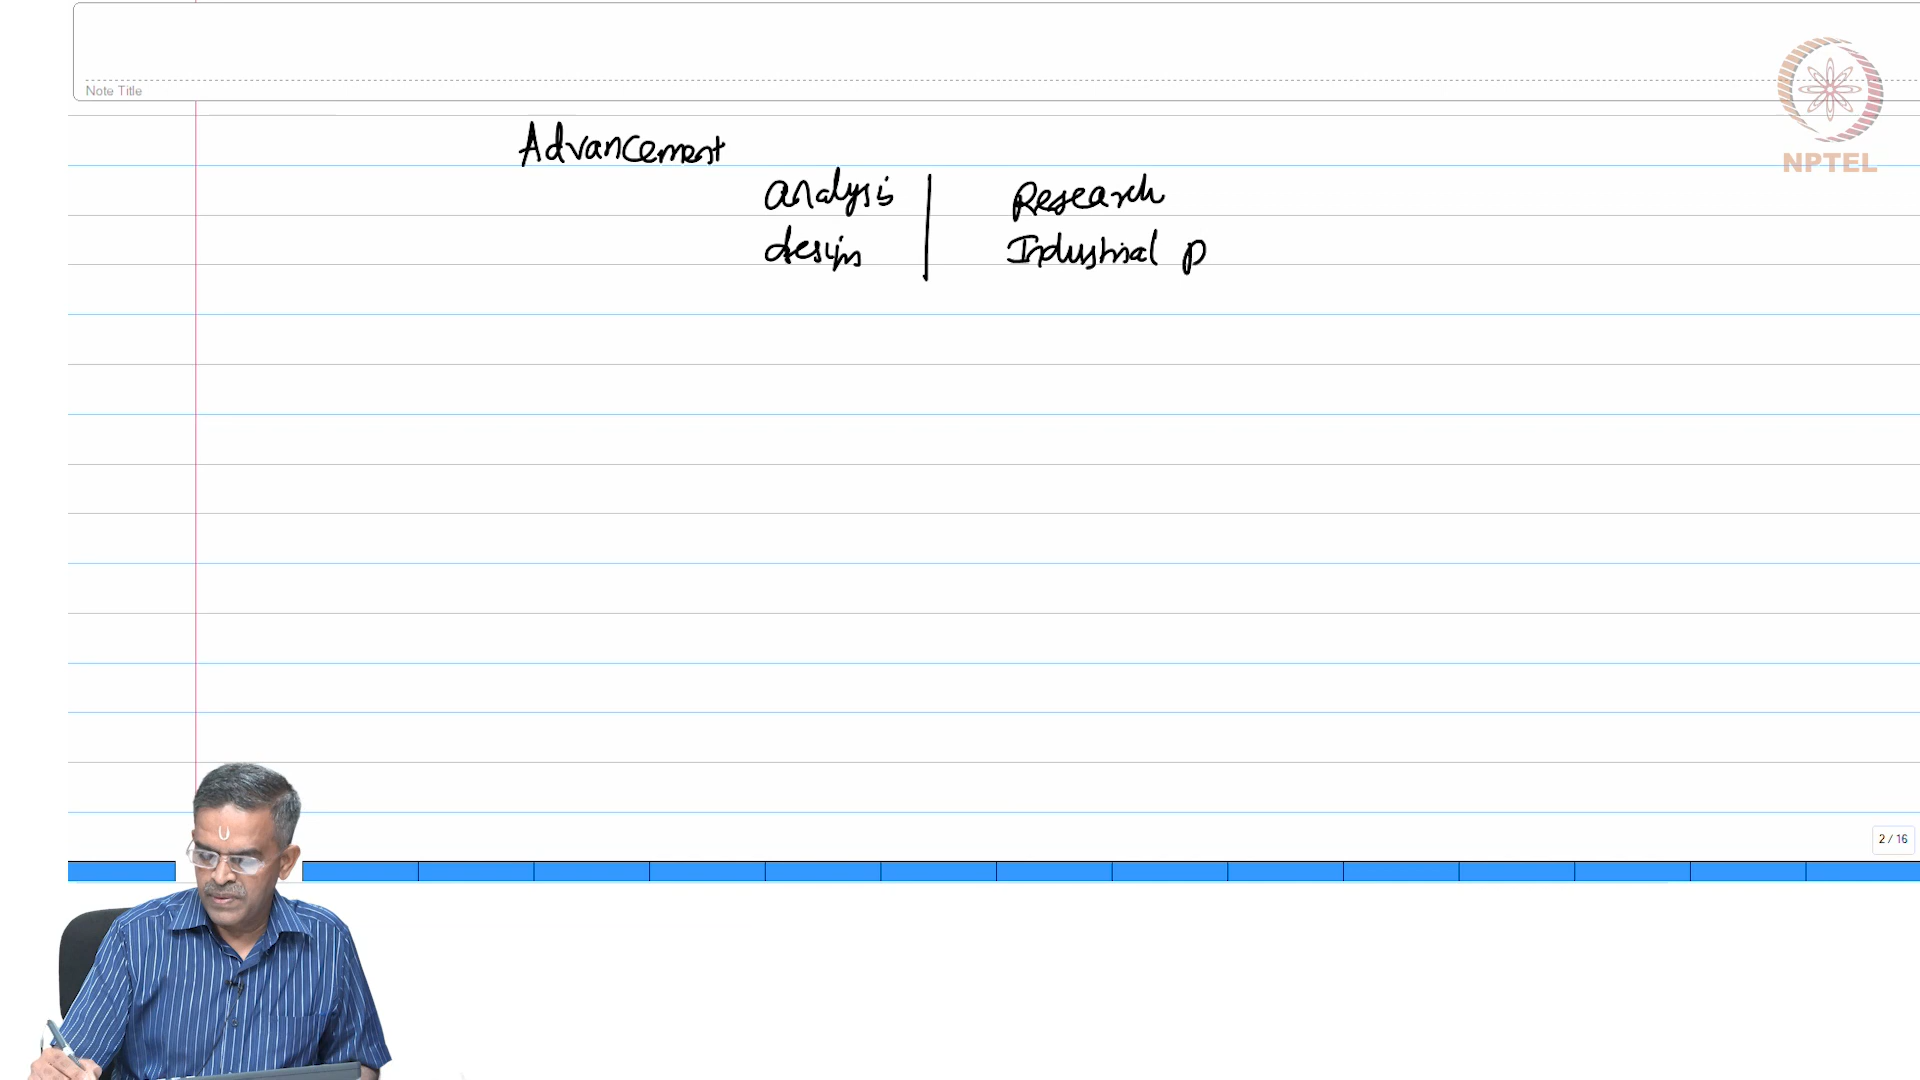 Note Title
NPTEL
Advancement
analysis | Research
design | Industrial p
2 / 16